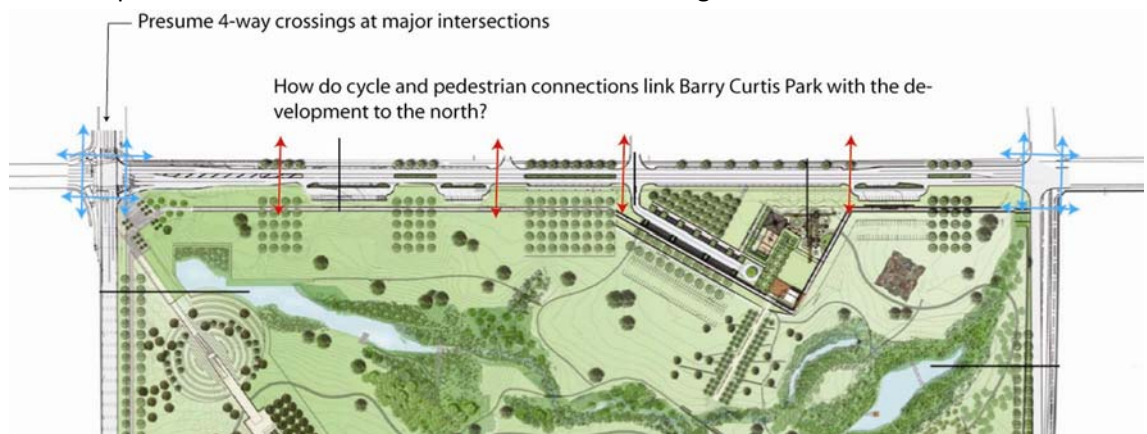 Presume 4-way crossings at major intersections
How do cycle and pedestrian connections link Barry Curtis Park with the de-
velopment to the north?